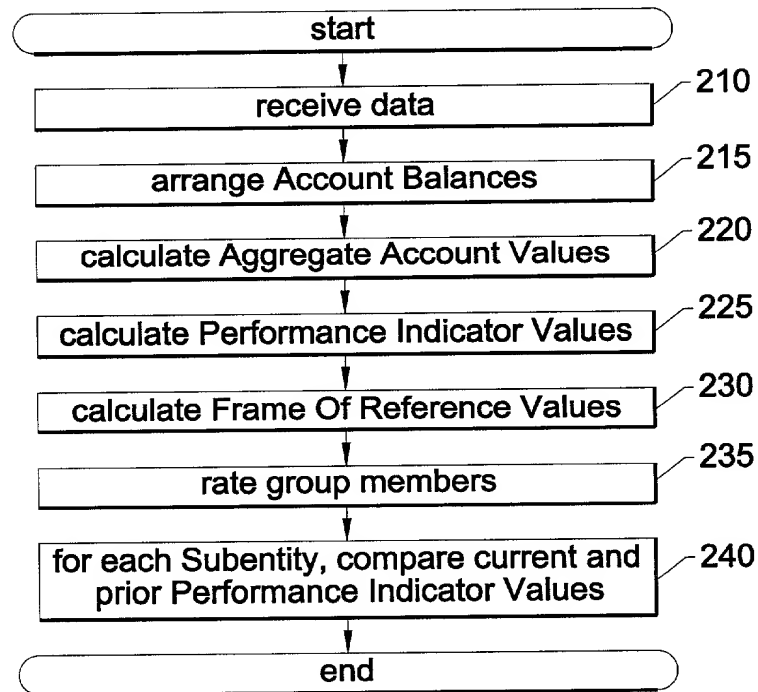 start
receive data
210
arrange Account Balances
215
calculate Aggregate Account Values
220
calculate Performance Indicator Values
225
calculate Frame Of Reference Values
230
rate group members
235
for each Subentity, compare current and
prior Performance Indicator Values
240
end